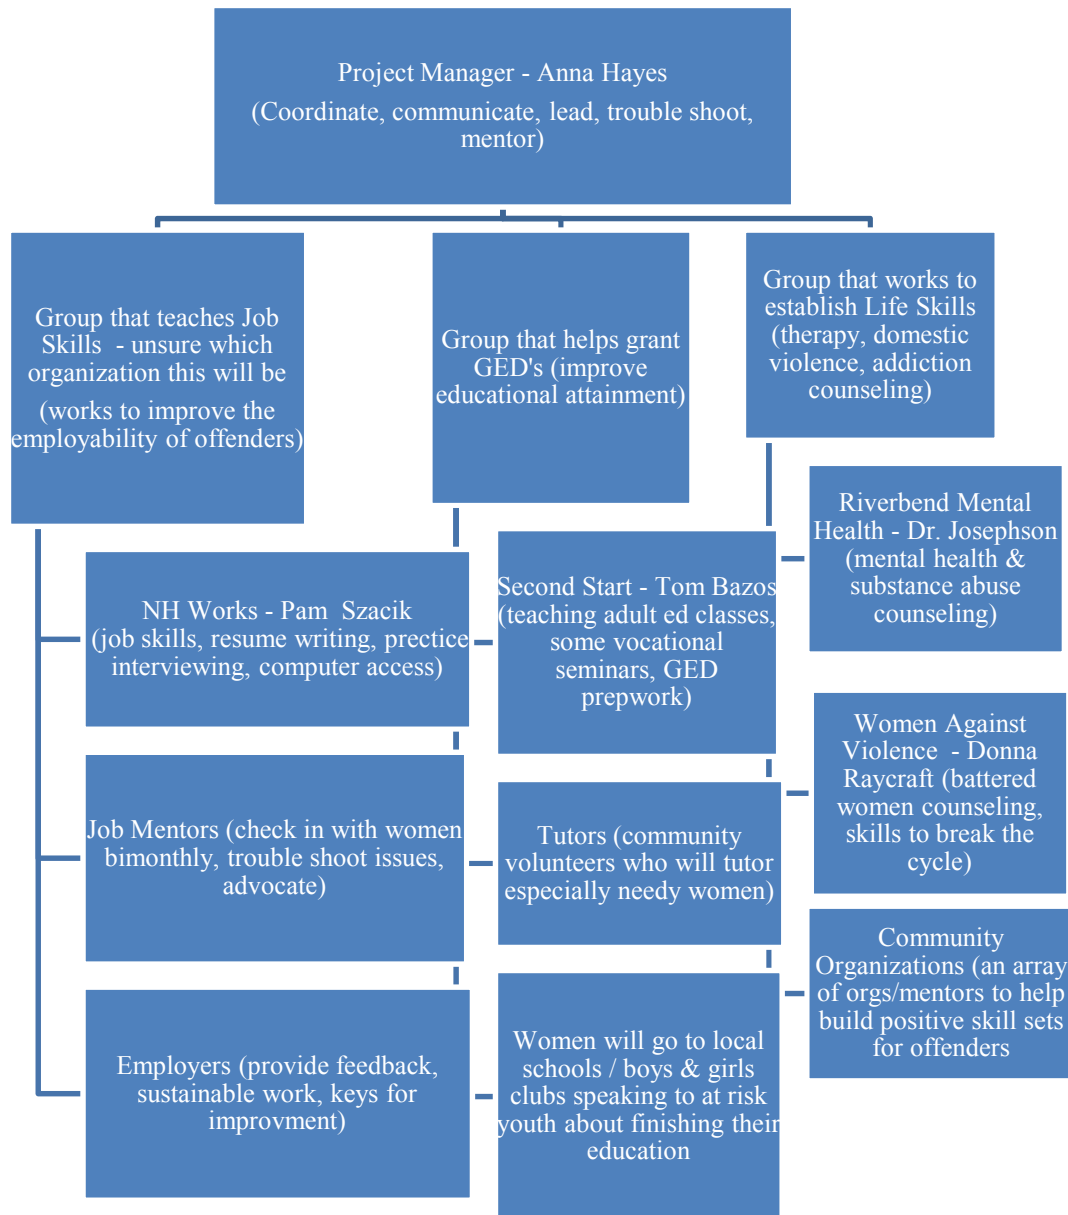 Project Manager - Anna Hayes
(Coordinate, communicate, lead, trouble shoot,
mentor)
Group that teaches Job
Skills - unsure which
organization this will be
(works to improve the
employability of offenders)
Group that helps grant
GED's (improve
educational attainment)
Group that works to
establish Life Skills
(therapy, domestic
violence, addiction
counseling)
NH Works - Pam Szacik
(job skills, resume writing, prectice
interviewing, computer access)
Job Mentors (check in with women
bimonthly, trouble shoot issues,
advocate)
Employers (provide feedback,
sustainable work, keys for
improvment)
Second Start - Tom Bazos
(teaching adult ed classes,
some vocational
seminars, GED
prepwork)
Tutors (community
volunteers who will tutor
especially needy women)
Women will go to local
schools / boys & girls
clubs speaking to at risk
youth about finishing their
education
Riverbend Mental
Health - Dr. Josephson
(mental health &
substance abuse
counseling)
Women Against
Violence - Donna
Raycraft (battered
women counseling,
skills to break the
cycle)
Community
Organizations (an array
of orgs/mentors to help
build positive skill sets
for offenders